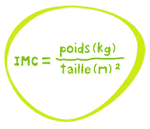 IMC = poids (kg)
taille (m) ²